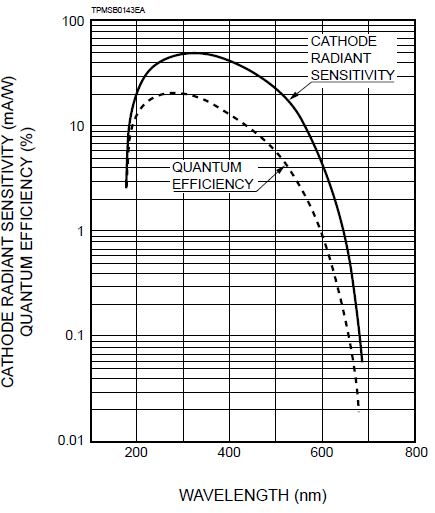 TPMSB0143EA
100
CATHODE
RADIANT
SENSITIVITY
10
QUANTUM
EFFICIENCY
1
0.1
0.01
200
400
600
800
WAVELENGTH (nm)
CATHODE RADIANT SENSITIVITY (mA/W)
QUANTUM EFFICIENCY (%)